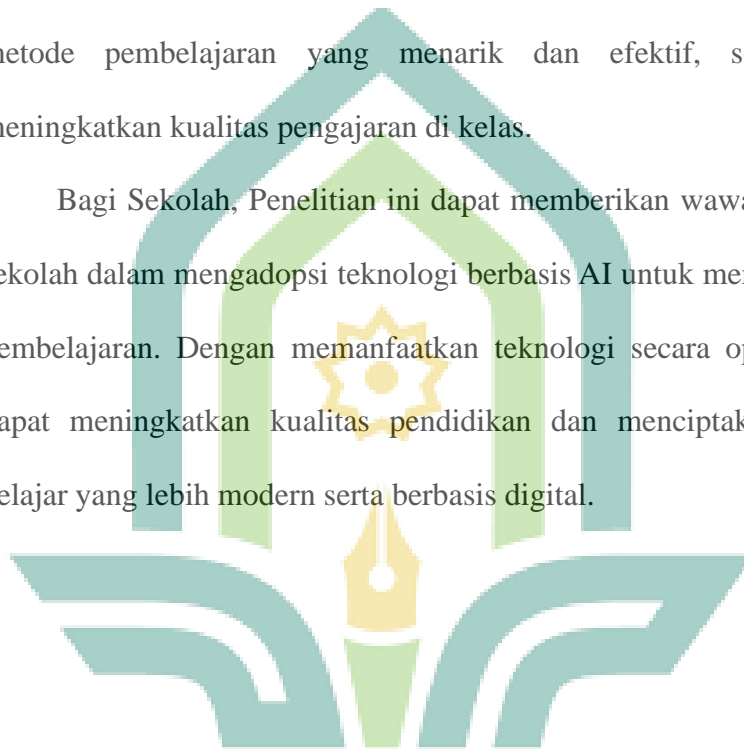 pembelajaran yang menarik dan efektif,
kualitas pengajaran di kelas.
Bagi Sekolah, Penelitian ini dapat memberikan
dalam mengadopsi teknologi berbasis AI untuk
Dengan memanfaatkan teknologi secara
meningkatkan kualitas pendidikan dan
yang lebih modern serta berbasis digital.